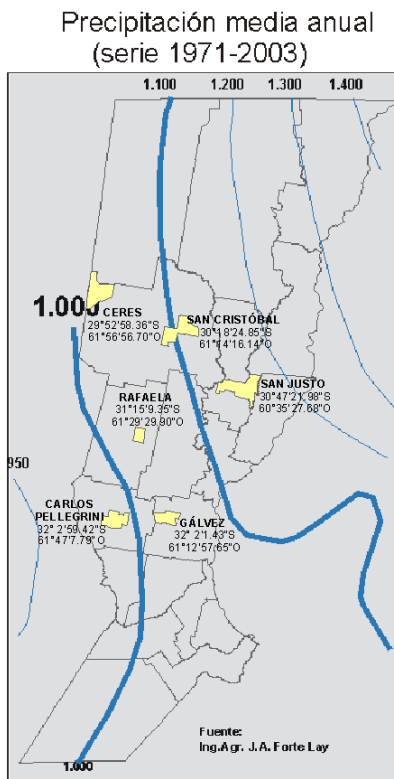 Precipitación media anual
(serie 1971-2003)
1.100 1.200 1.300 1.400
1.000
CERES
29°52'58.36"S
61°56'56.70"O
SAN CRISTÓBAL
30°18'24.85"S
61°14'16.14"O
SAN JUSTO
30°47'21.98"S
60°35'27.68"O
RAFAELA
31°15'9.35"S
61°29'29.90"O
950
CARLOS
PELLEGRINI
32° 2'59.42"S
61°47'7.79" O
GÁLVEZ
32° 2'1.43"S
61°12'57.65"O
Fuente:
Ing.Agr. J.A. Forte Lay
1.000